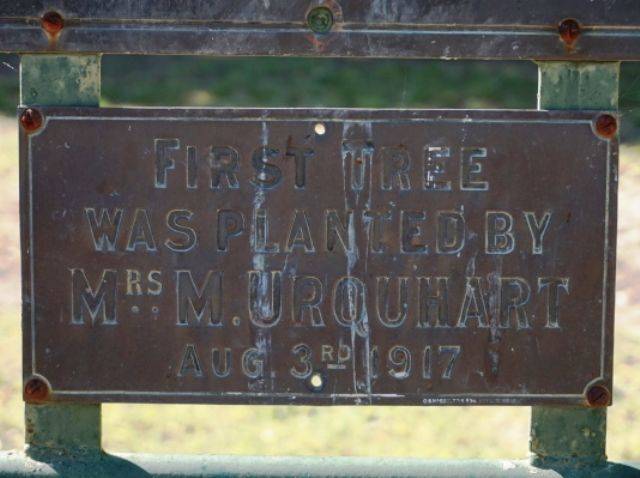 FIRST TREE
WAS PLANTED BY
MRS. M. URQUHART
AUG. 3RD 1917